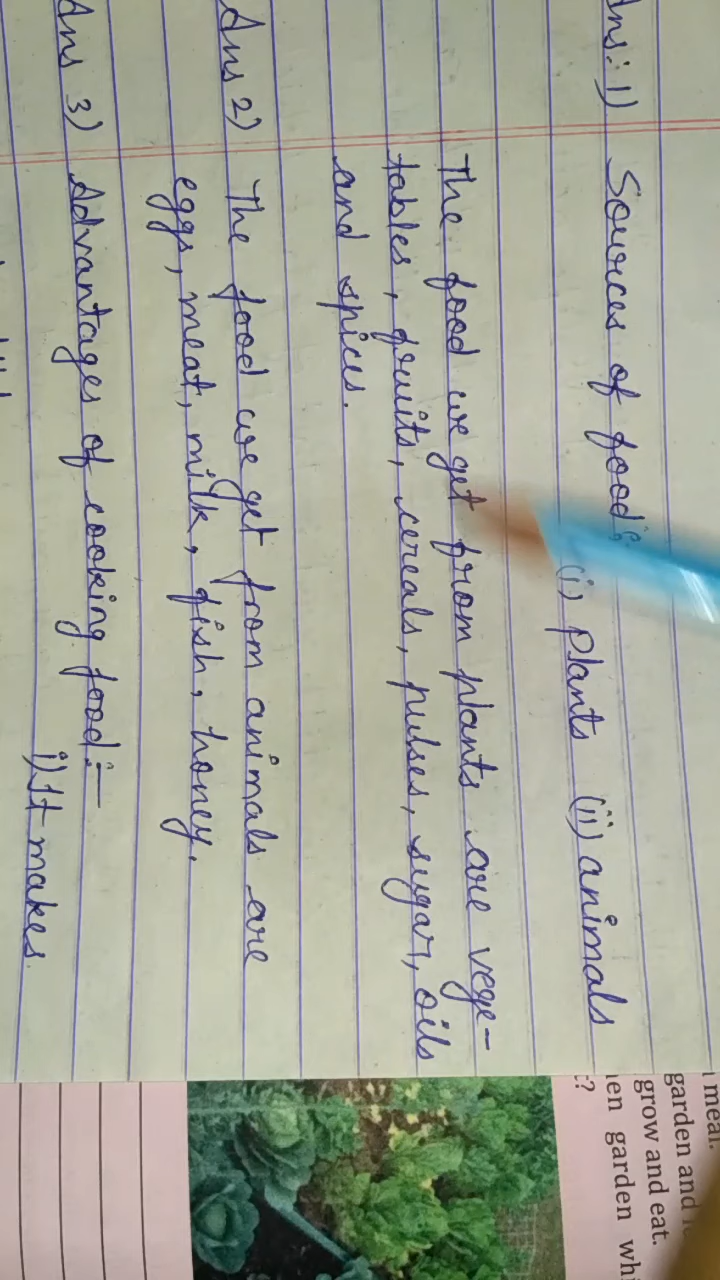 Ans: 1) Sources of food:
(i) plants (ii) animals
The food we get from plants are vege-
tables, fruits, cereals, pulses, sugar, oils
and spices.
Ans 2) The food we get from animals are
eggs, meat, milk, fish, honey.
Ans 3) Advantages of cooking food:-
i) It makes
meal.
garden and
grow and eat.
garden
?